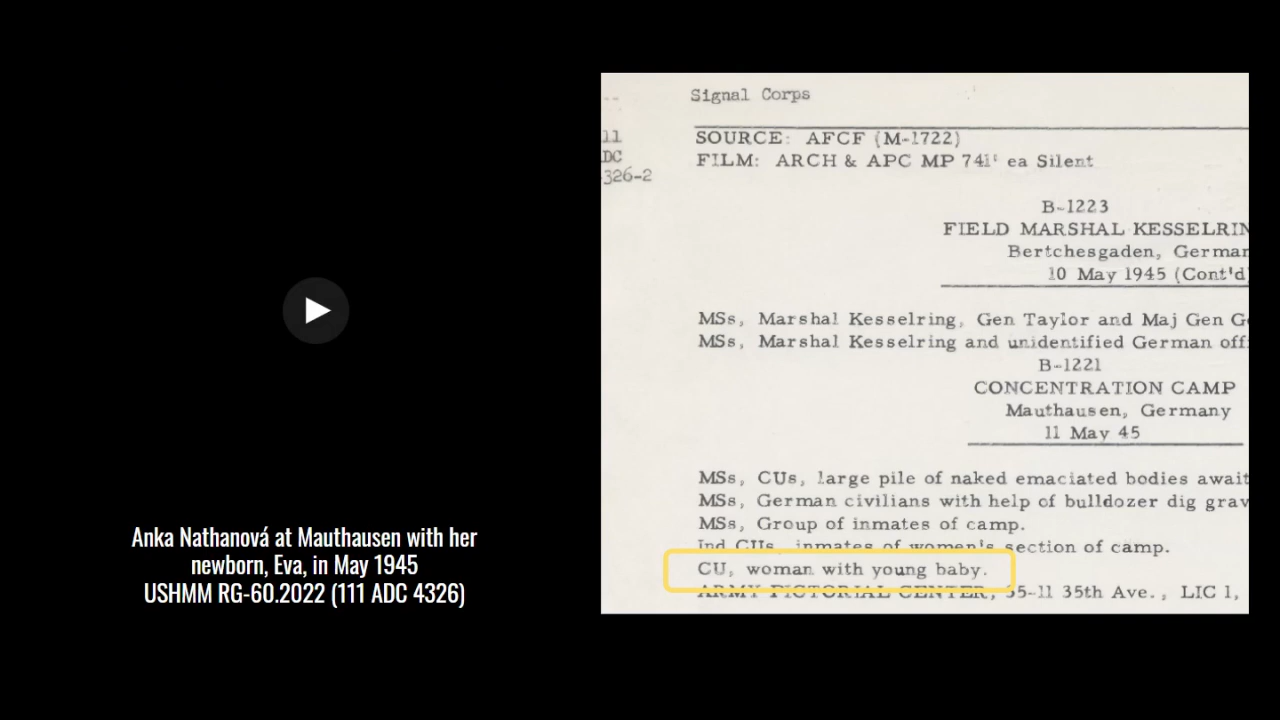 Signal Corps
11
DC
326-2
SOURCE: AFCF (M-1722)
FILM: ARCH & APC MP 741' ea Silent
B-1223
FIELD MARSHAL KESSELRIN
Bertchesgaden, German
10 May 1945 (Cont'd)
MSs, Marshal Kesselring, Gen Taylor and Maj Gen G
MSs, Marshal Kesselring and unidentified German off
B-1221
CONCENTRATION CAMP
Mauthausen, Germany
11 May 45
MSs, CUs, large pile of naked emaciated bodies await
MSs, German civilians with help of bulldozer dig grav
MSs, Group of inmates of camp.
Ind CUs, inmates of women's section of camp.
CU, woman with young baby.
ARMY PICTORIAL CENTER, 35-11 35th Ave., LIC 1,
Anka Nathanová at Mauthausen with her
newborn, Eva, in May 1945
USHMM RG-60.2022 (111 ADC 4326)